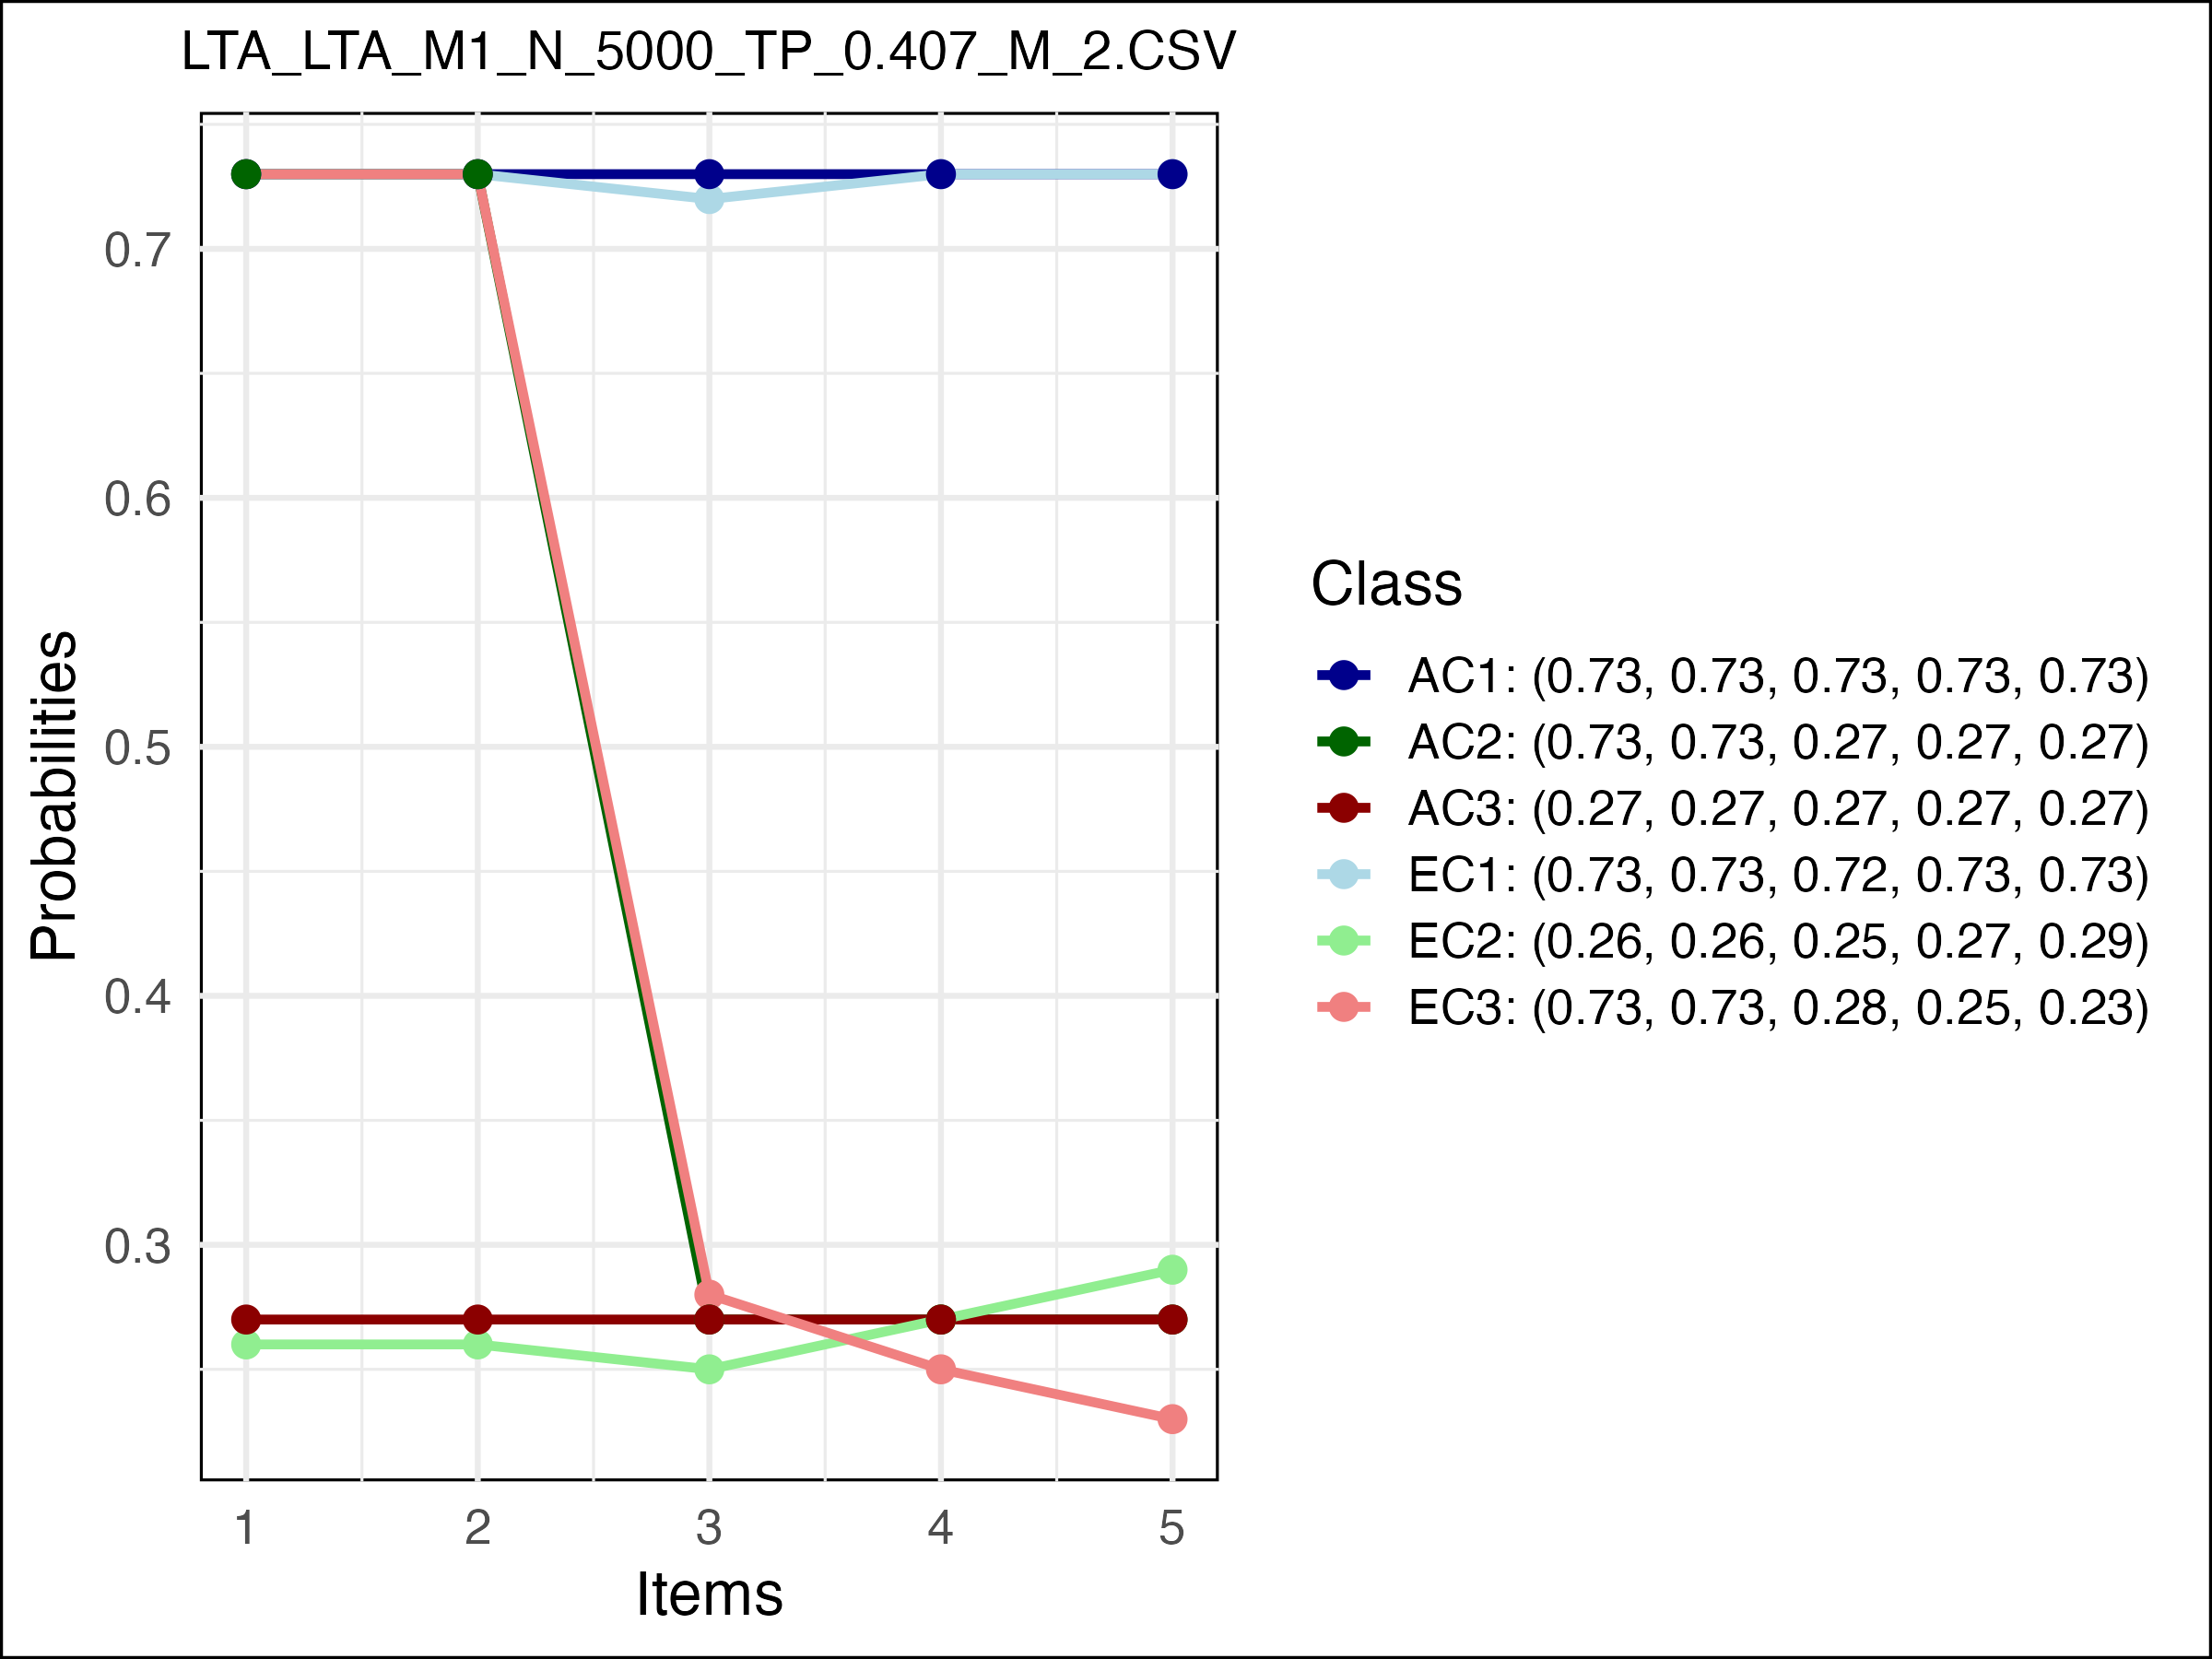 LTA_LTA_M1_N_5000_TP_0.407_M_2.CSV
0.7
0.6
0.5
0.4
0.3
Probabilities
1 2 3 4 5
Items
Class
AC1: (0.73, 0.73, 0.73, 0.73, 0.73)
AC2: (0.73, 0.73, 0.27, 0.27, 0.27)
AC3: (0.27, 0.27, 0.27, 0.27, 0.27)
EC1: (0.73, 0.73, 0.72, 0.73, 0.73)
EC2: (0.26, 0.26, 0.25, 0.27, 0.29)
EC3: (0.73, 0.73, 0.28, 0.25, 0.23)